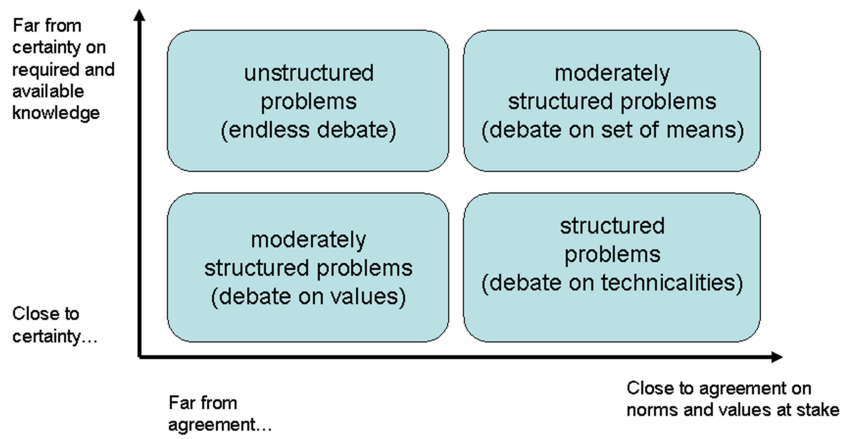 Far from
certainty on
required and
available
knowledge
unstructured
problems
(endless debate)
moderately
structured problems
(debate on set of means)
moderately
structured problems
(debate on values)
structured
problems
(debate on technicalities)
Close to
certainty...
Far from
agreement...
Close to agreement on
norms and values at stake